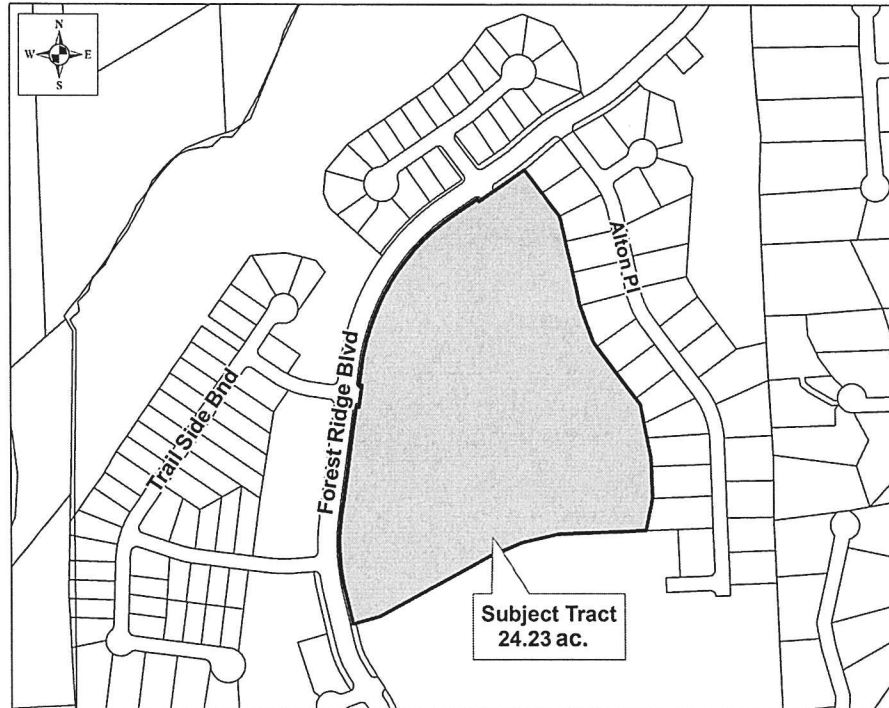 N
W E
S
Alton Pl
Forest Ridge Blvd
Trail Side Bnd
Subject Tract
24.23 ac.